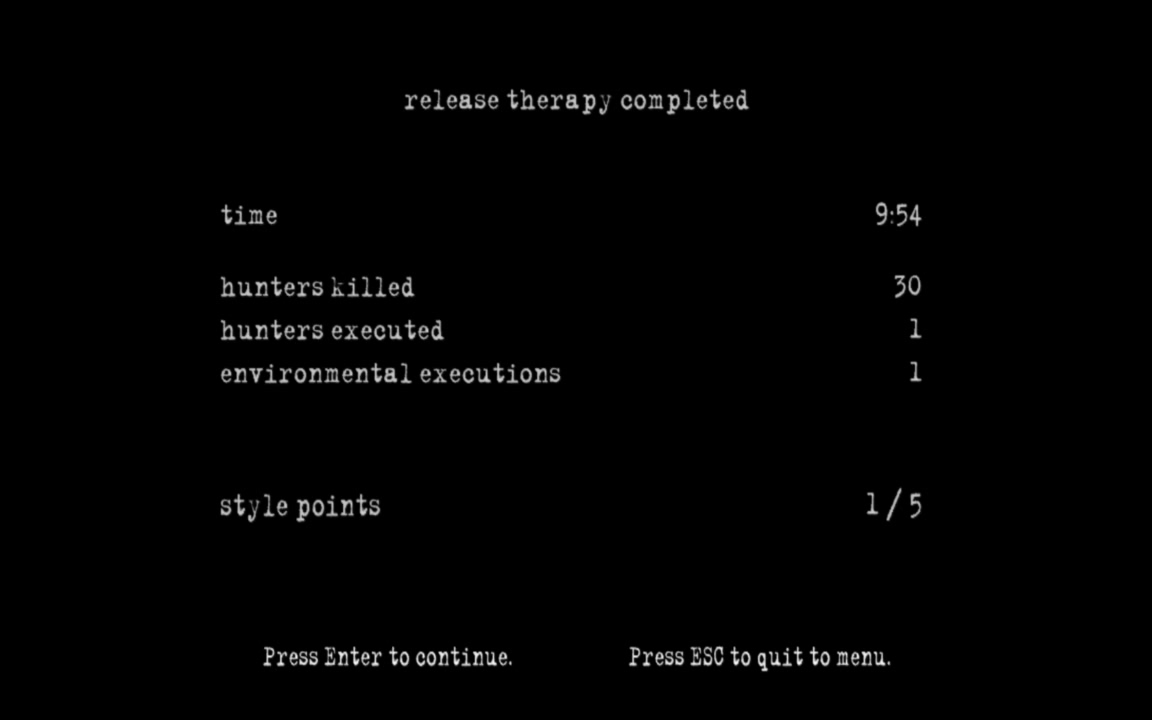 release therapy completed
time 9:54
hunters killed 30
hunters executed 1
environmental executions 1
style points 1/5
Press Enter to continue. Press ESC to quit to menu.